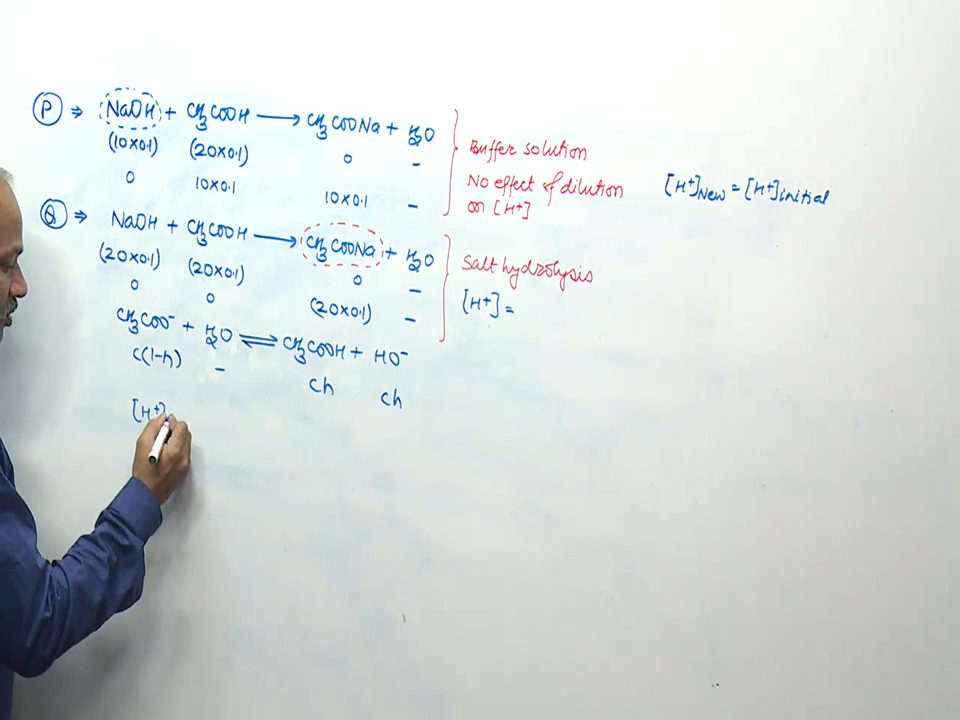 P ⇒ NaOH + CH3COOH ⟶ CH3COONa + H2O
(10×0.1) (20×0.1) 0 –
0 10×0.1 10×0.1 –
Buffer solution
No effect of dilution
on [H+]
[H+]New = [H+]initial
Q ⇒ NaOH + CH3COOH ⟶ CH3COONa + H2O
(20×0.1) (20×0.1) 0 –
0 0 (20×0.1) –
Salt hydrolysis
[H+] =
CH3COO- + H2O ⇌ CH3COOH + HO-
C(1-h) – Ch Ch
[H+]